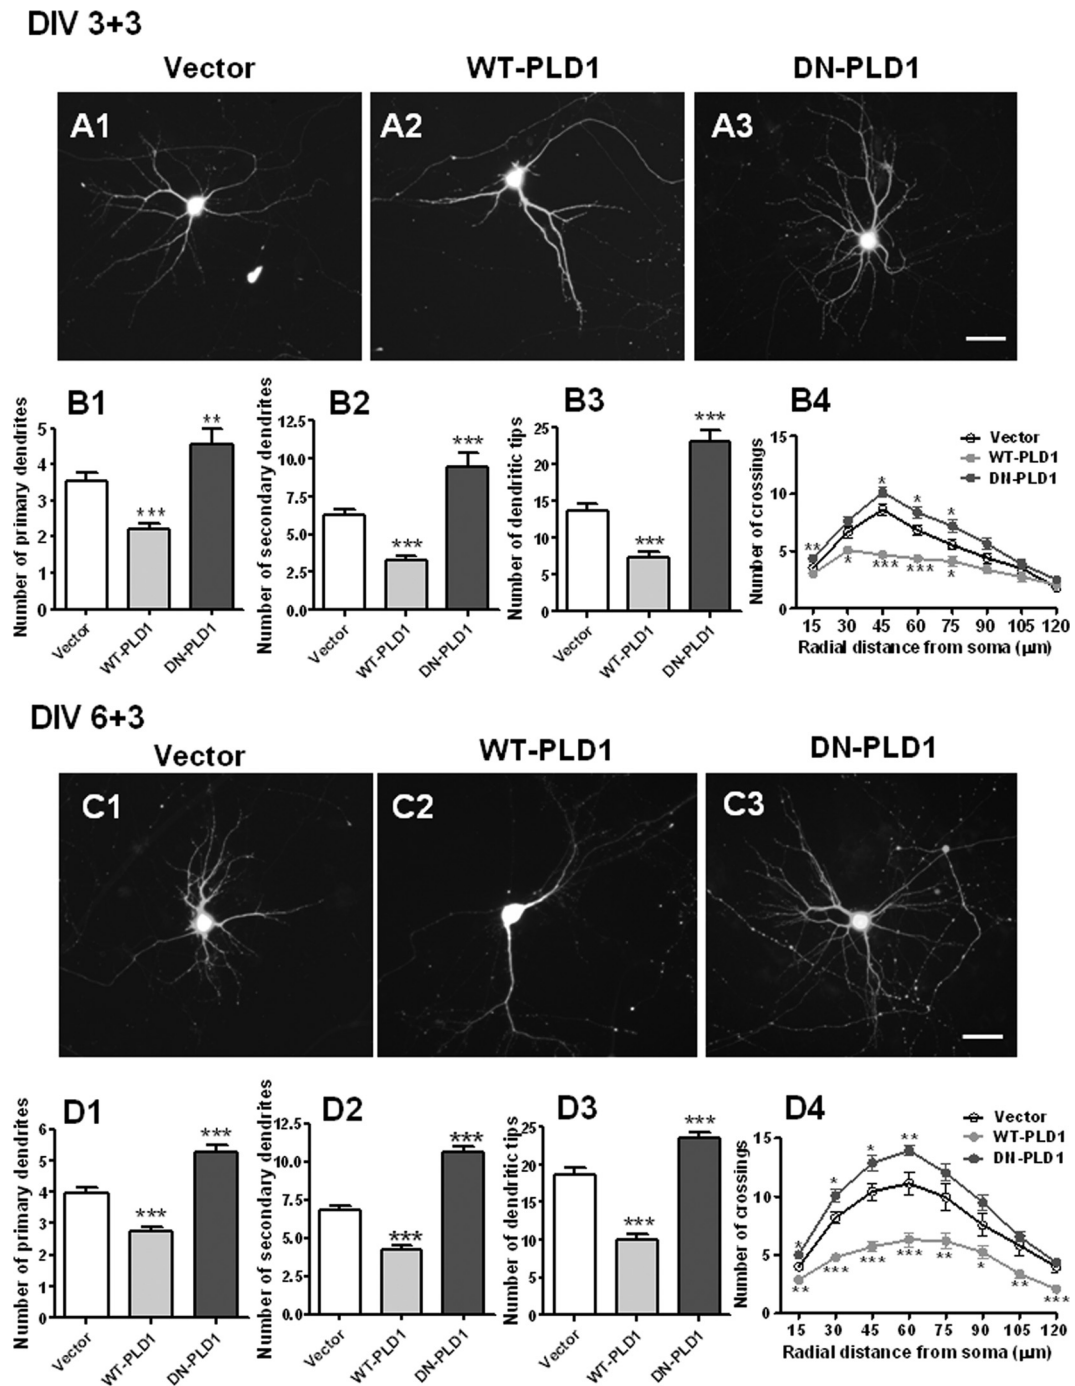 DIV 3+3
Vector
WT-PLD1
DN-PLD1
A1
A2
A3
B1
Number of primary dendrites
5
4
3
2
1
0
***
**
Vector
WT-PLD1
DN-PLD1
B2
Number of secondary dendrites
12.5
10.0
7.5
5.0
2.5
0.0
***
***
Vector
WT-PLD1
DN-PLD1
B3
Number of dendritic tips
25
20
15
10
5
0
***
***
Vector
WT-PLD1
DN-PLD1
B4
Number of crossings
15
10
5
0
Vector
WT-PLD1
DN-PLD1
** * * *
* *** *** *
15 30 45 60 75 90 105 120
Radial distance from soma (µm)
DIV 6+3
Vector
WT-PLD1
DN-PLD1
C1
C2
C3
D1
Number of primary dendrites
6
5
4
3
2
1
0
***
***
Vector
WT-PLD1
DN-PLD1
D2
Number of secondary dendrites
12.5
10.0
7.5
5.0
2.5
0.0
***
***
Vector
WT-PLD1
DN-PLD1
D3
Number of dendritic tips
25
20
15
10
5
0
***
***
Vector
WT-PLD1
DN-PLD1
D4
Number of crossings
15
10
5
0
Vector
WT-PLD1
DN-PLD1
* * * **
** *** *** *** ** * ** ***
15 30 45 60 75 90 105 120
Radial distance from soma (µm)